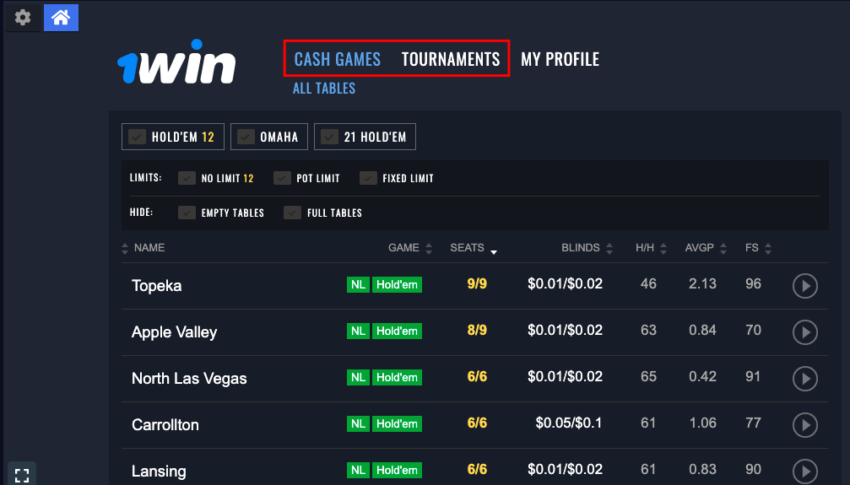 1win
CASH GAMES TOURNAMENTS MY PROFILE
ALL TABLES
HOLD'EM 12 OMAHA 21 HOLD'EM
LIMITS: NO LIMIT 12 POT LIMIT FIXED LIMIT
HIDE: EMPTY TABLES FULL TABLES
NAME GAME SEATS BLINDS H/H AVGP FS
Topeka NL Hold'em 9/9 $0.01/$0.02 46 2.13 96
Apple Valley NL Hold'em 8/9 $0.01/$0.02 63 0.84 70
North Las Vegas NL Hold'em 6/6 $0.01/$0.02 65 0.42 91
Carrollton NL Hold'em 6/6 $0.05/$0.1 61 1.06 77
Lansing NL Hold'em 6/6 $0.01/$0.02 61 0.83 90